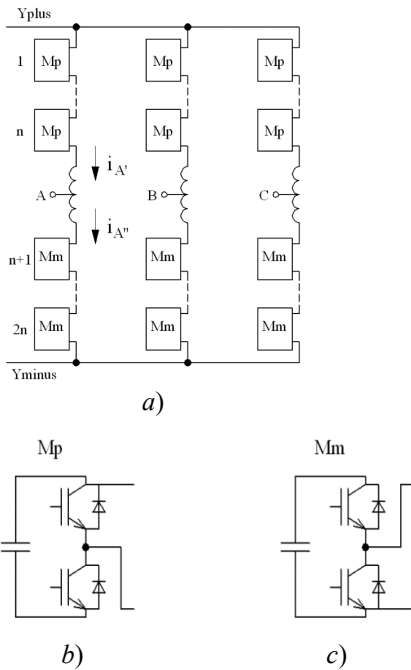 Yplus
1 Mp Mp Mp
n Mp Mp Mp
iA'
A B C
iA''
n+1 Mm Mm Mm
2n Mm Mm Mm
Yminus
a)
Mp Mm
b) c)